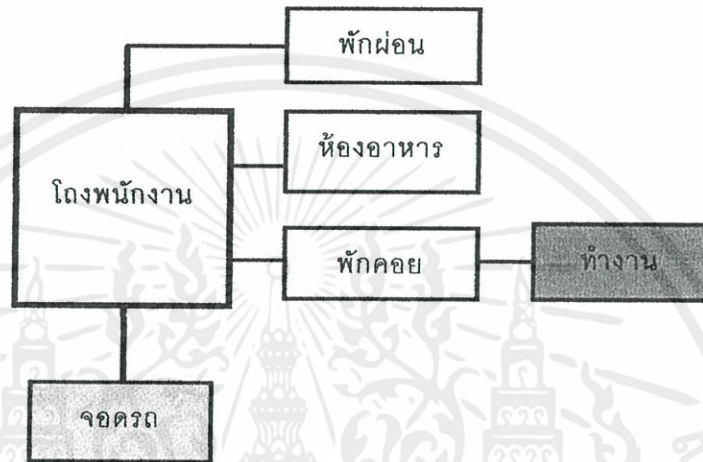 พักผ่อน
ห้องอาหาร
โถงพนักงาน
พักคอย
ทำงาน
จอดรถ